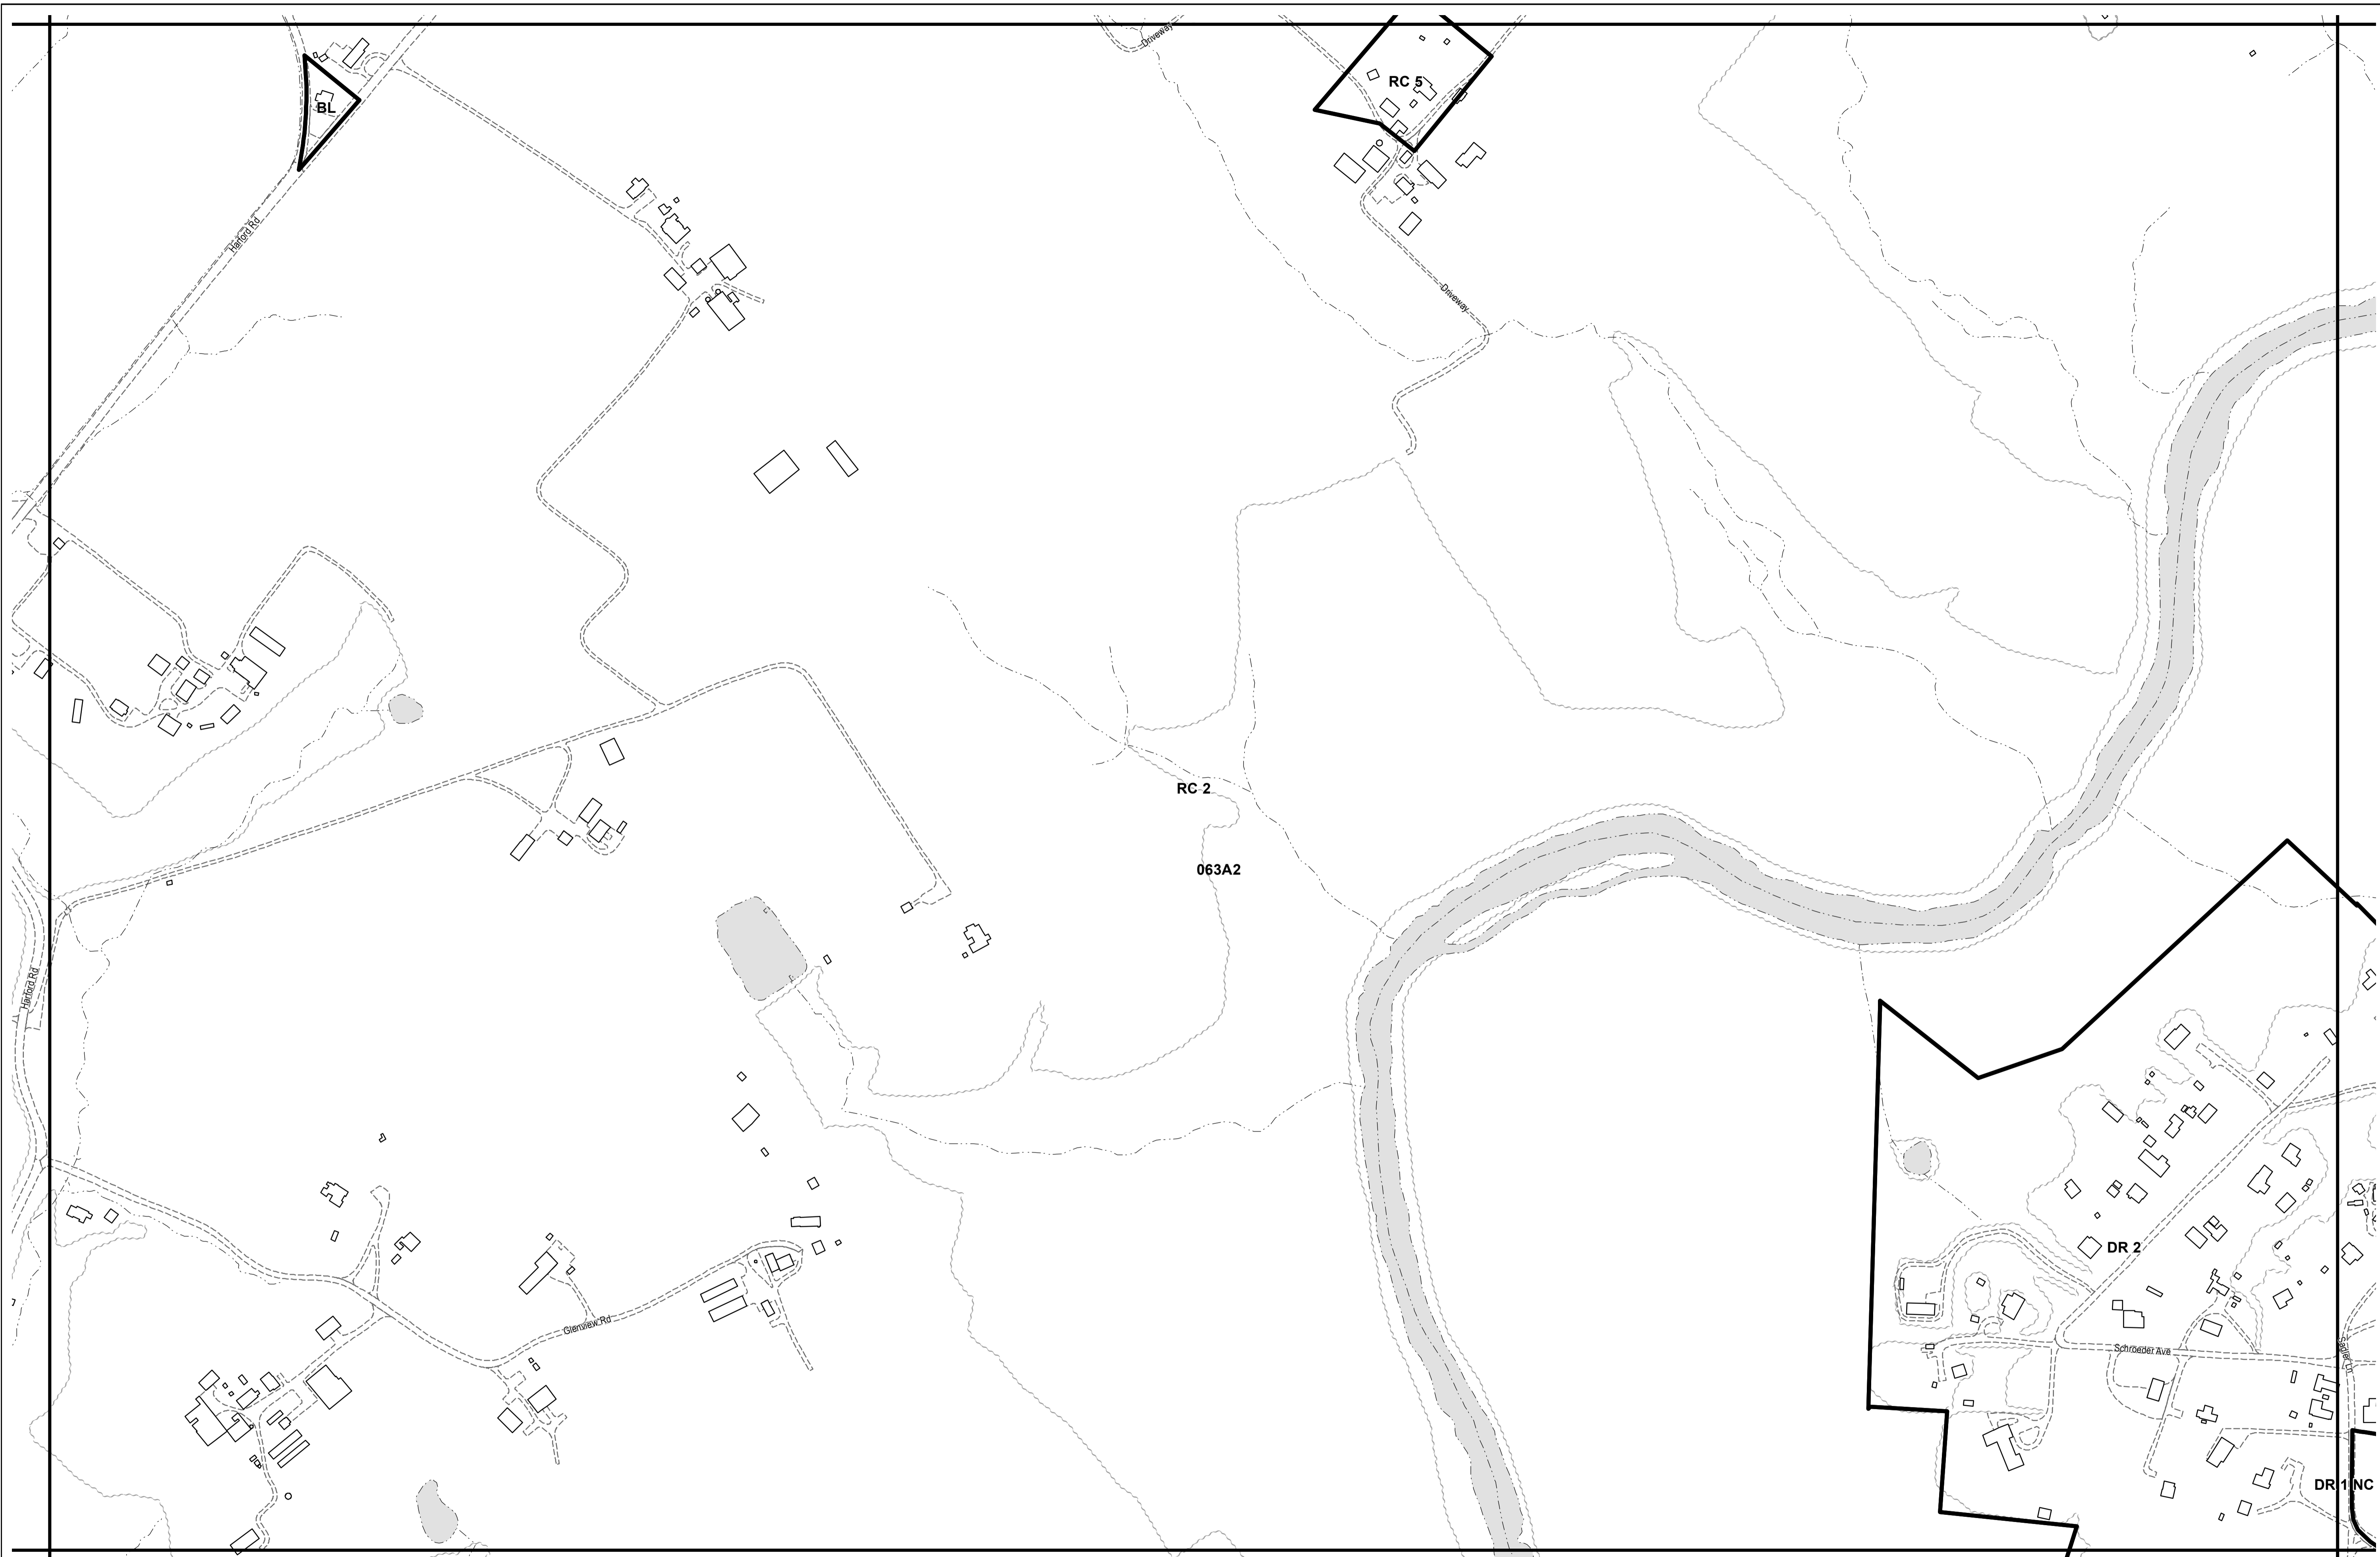 Driveway
RC 5
BL
Harford Rd
Driveway
RC 2
063A2
Harford Rd
DR 2
Glenview Rd
Schroeder Ave
DR 1 NC